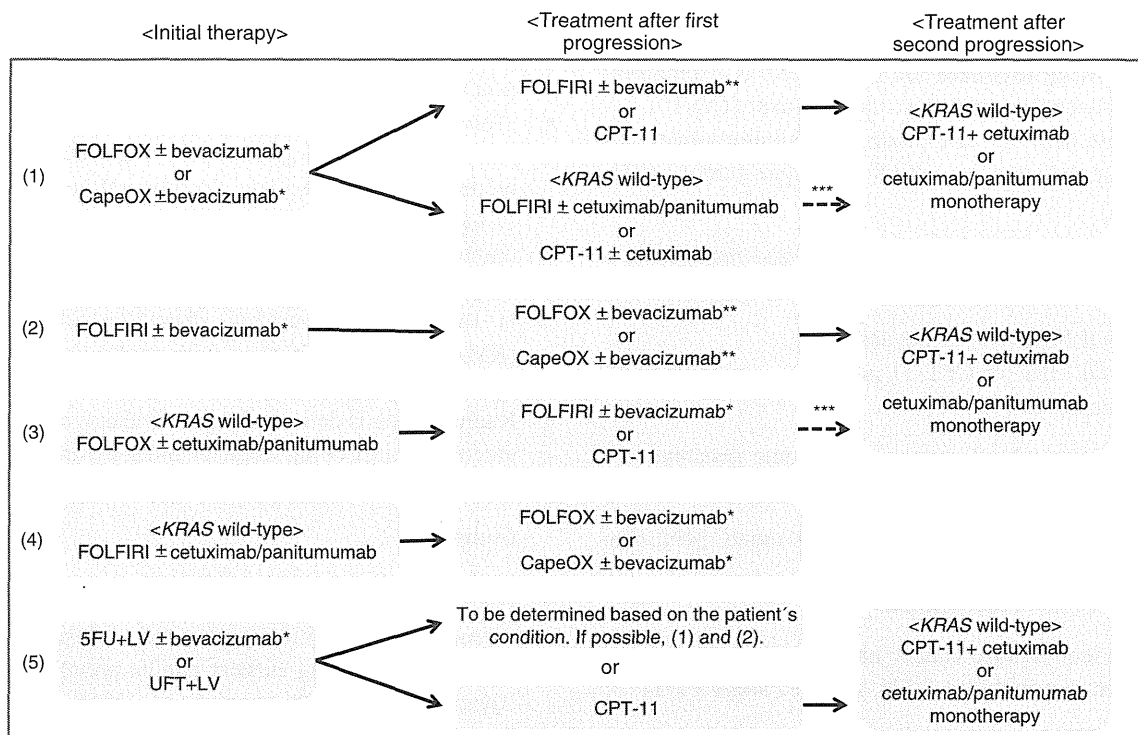 <Initial therapy>
<Treatment after first
progression>
<Treatment after
second progression>
(1)
FOLFOX ± bevacizumab*
or
CapeOX ±bevacizumab*
FOLFIRI ± bevacizumab**
or
CPT-11
<KRAS wild-type>
FOLFIRI ± cetuximab/panitumumab
or
CPT-11 ± cetuximab
***
<KRAS wild-type>
CPT-11+ cetuximab
or
cetuximab/panitumumab
monotherapy
(2)
FOLFIRI ± bevacizumab*
FOLFOX ± bevacizumab**
or
CapeOX ± bevacizumab**
<KRAS wild-type>
CPT-11+ cetuximab
or
cetuximab/panitumumab
monotherapy
(3)
<KRAS wild-type>
FOLFOX ± cetuximab/panitumumab
FOLFIRI ± bevacizumab*
or
CPT-11
***
(4)
<KRAS wild-type>
FOLFIRI ± cetuximab/panitumumab
FOLFOX ± bevacizumab*
or
CapeOX ± bevacizumab*
(5)
5FU+LV ± bevacizumab*
or
UFT+LV
To be determined based on the patient´s
condition. If possible, (1) and (2).
or
CPT-11
<KRAS wild-type>
CPT-11+ cetuximab
or
cetuximab/panitumumab
monotherapy